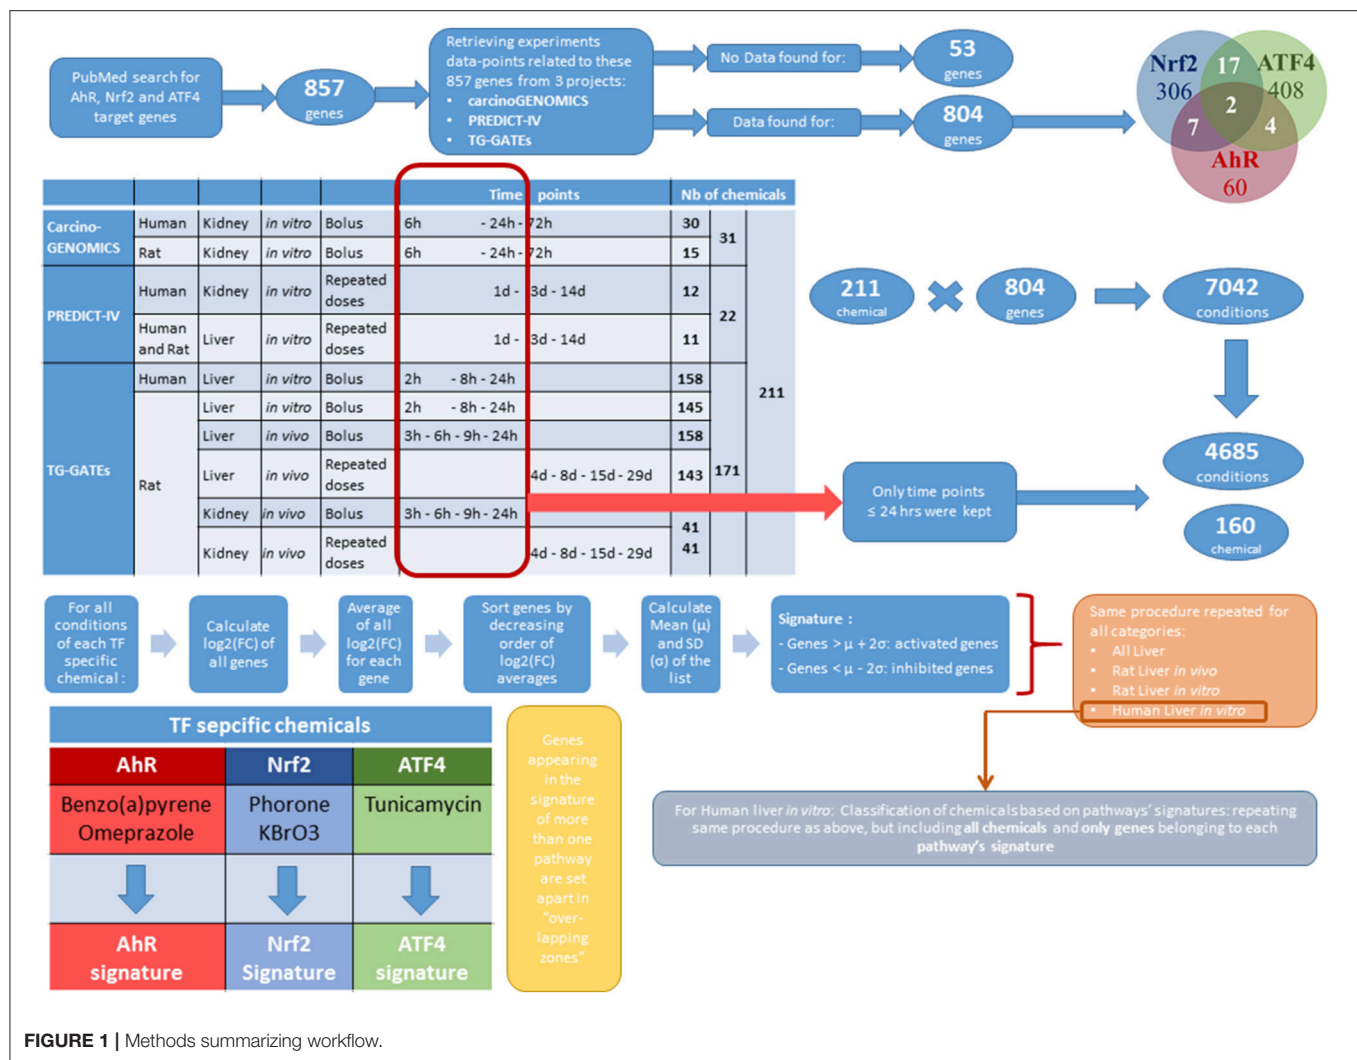 PubMed search for
AhR, Nrf2 and ATF4
target genes
857
genes
Retrieving experiments
data-points related to these
857 genes from 3 projects:
• carcinoGENOMICS
• PREDICT-IV
• TG-GATEs
No Data found for:
53
genes
Data found for:
804
genes
Nrf2
306
17
ATF4
408
2
7
4
AhR
60
Time points
Nb of chemicals
Carcino-
GENOMICS
Human Kidney in vitro Bolus 6h - 24h - 72h 30
31
Rat Kidney in vitro Bolus 6h - 24h - 72h 15
PREDICT-IV
Human Kidney in vitro Repeated
doses 1d - 3d - 14d 12
22
Human
and Rat Liver in vitro Repeated
doses 1d - 3d - 14d 11
TG-GATEs
Human Liver in vitro Bolus 2h - 8h - 24h 158
211
Rat
Liver in vitro Bolus 2h - 8h - 24h 145
Liver in vivo Bolus 3h - 6h - 9h - 24h 158
Liver in vivo Repeated
doses 4d - 8d - 15d - 29d 143
171
Kidney in vivo Bolus 3h - 6h - 9h - 24h 41
Kidney in vivo Repeated
doses 4d - 8d - 15d - 29d 41
211
chemical
804
genes
7042
conditions
4685
conditions
Only time points
≤ 24 hrs were kept
160
chemical
For all
conditions
of each TF
specific
chemical :
Calculate
log2(FC) of
all genes
Average
of all
log2(FC)
for each
gene
Sort genes by
decreasing
order of
log2(FC)
averages
Calculate
Mean (μ)
and SD
(σ) of the
list
Signature :
- Genes > μ + 2σ: activated genes
- Genes < μ - 2σ: inhibited genes
Same procedure repeated for
all categories:
• All Liver
• Rat Liver in vivo
• Rat Liver in vitro
• Human Liver in vitro
TF sepcific chemicals
AhR Nrf2 ATF4
Benzo(a)pyrene Phorone Tunicamycin
Omeprazole KBrO3
AhR Nrf2 ATF4
signature Signature signature
Genes
appearing
in the
signature
of more
than one
pathway
are set
apart in
"over-
lapping
zones"
For Human liver in vitro: Classification of chemicals based on pathways' signatures: repeating
same procedure as above, but including all chemicals and only genes belonging to each
pathway's signature
FIGURE 1 | Methods summarizing workflow.